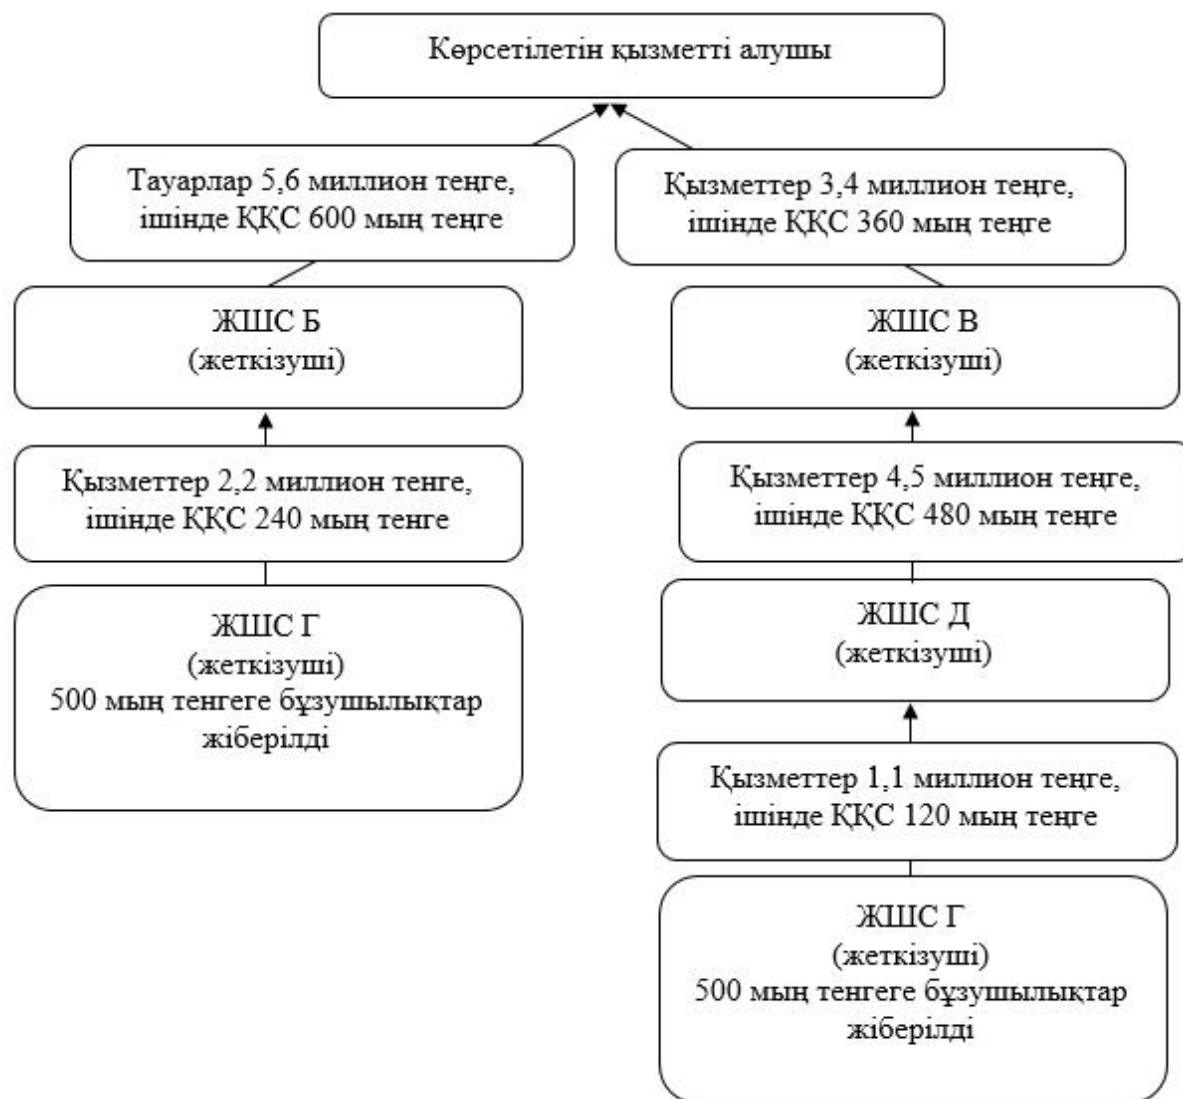 Көрсетілетін қызметті алушы
Тауарлар 5,6 миллион теңге,
ішінде ҚҚС 600 мың теңге
Қызметтер 3,4 миллион теңге,
ішінде ҚҚС 360 мың теңге
ЖШС Б
(жеткізуші)
ЖШС В
(жеткізуші)
Қызметтер 2,2 миллион тенге,
ішінде ҚҚС 240 мың тенге
Қызметтер 4,5 миллион теңге,
ішінде ҚҚС 480 мың теңге
ЖШС Г
(жеткізуші)
500 мың тенгеге бұзушылықтар
жіберілді
ЖШС Д
(жеткізуші)
Қызметтер 1,1 миллион теңге,
ішінде ҚҚС 120 мың теңге
ЖШС Г
(жеткізуші)
500 мың тенгеге бұзушылықтар
жіберілді